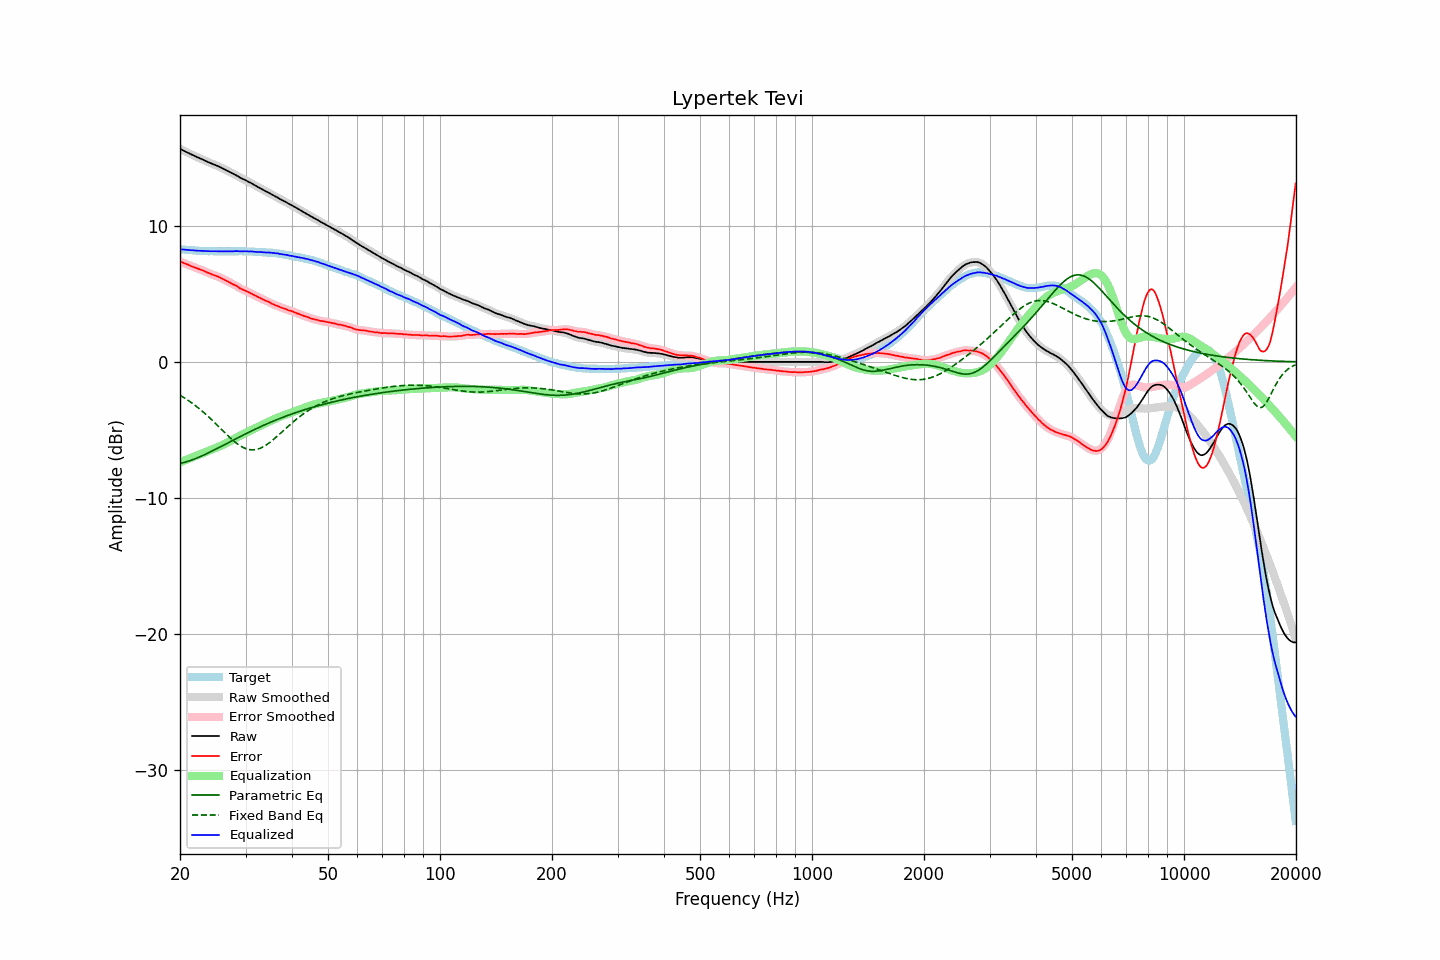 Lypertek Tevi
Amplitude (dBr)
10
0
−10
−20
−30
Target
Raw Smoothed
Error Smoothed
Raw
Error
Equalization
Parametric Eq
Fixed Band Eq
Equalized
20 50 100 200 500 1000 2000 5000 10000 20000
Frequency (Hz)